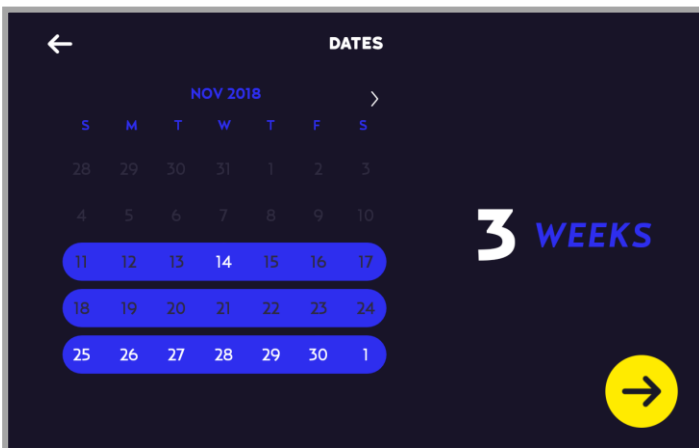 DATES
NOV 2018
S M T W T F S
28 29 30 31 1 2 3
4 5 6 7 8 9 10
11 12 13 14 15 16 17
18 19 20 21 22 23 24
25 26 27 28 29 30 1
3 WEEKS